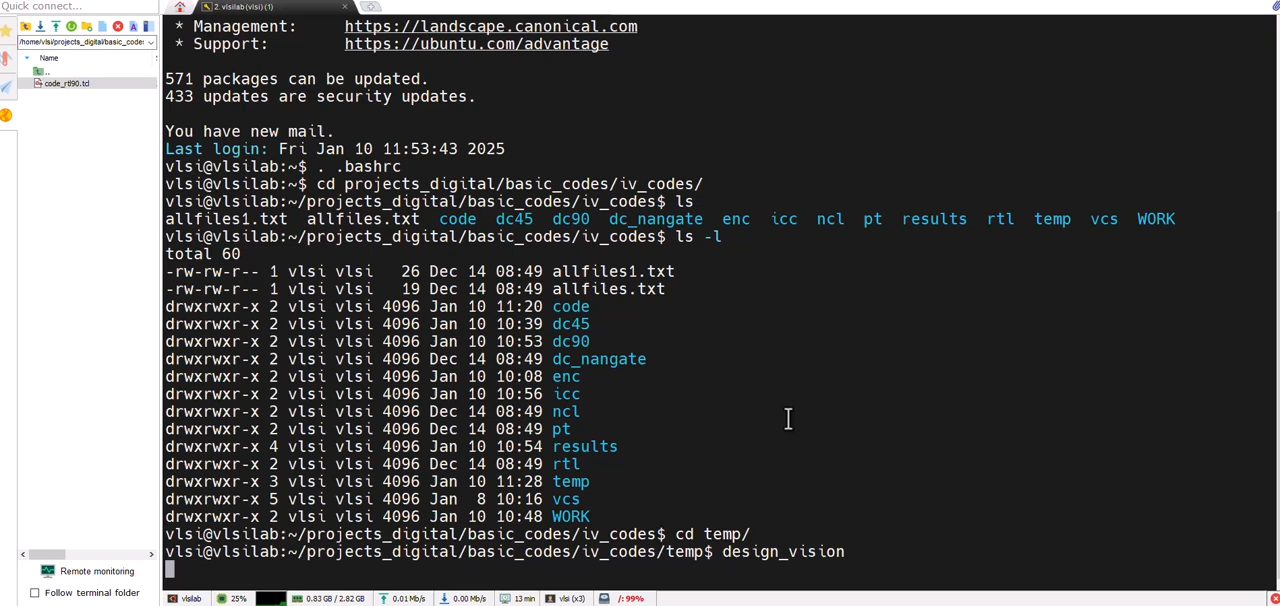 Quick connect...
2. vlsilab(vlsi) (1)
/home/vlsi/projects_digital/basic_codes
Name
..
code_rtl90.tcl
Remote monitoring
Follow terminal folder
* Management:     https://landscape.canonical.com
* Support:        https://ubuntu.com/advantage
571 packages can be updated.
433 updates are security updates.
You have new mail.
Last login: Fri Jan 10 11:53:43 2025
vlsi@vlsilab:~$ . .bashrc
vlsi@vlsilab:~$ cd projects_digital/basic_codes/iv_codes/
vlsi@vlsilab:~/projects_digital/basic_codes/iv_codes$ ls
allfiles1.txt  allfiles.txt  code  dc45  dc90  dc_nangate  enc  icc  ncl  pt  results  rtl  temp  vcs  WORK
vlsi@vlsilab:~/projects_digital/basic_codes/iv_codes$ ls -l
total 60
-rw-rw-r-- 1 vlsi vlsi   26 Dec 14 08:49 allfiles1.txt
-rw-rw-r-- 1 vlsi vlsi   19 Dec 14 08:49 allfiles.txt
drwxrwxr-x 2 vlsi vlsi 4096 Jan 10 11:20 code
drwxrwxr-x 2 vlsi vlsi 4096 Jan 10 10:39 dc45
drwxrwxr-x 2 vlsi vlsi 4096 Jan 10 10:53 dc90
drwxrwxr-x 2 vlsi vlsi 4096 Dec 14 08:49 dc_nangate
drwxrwxr-x 2 vlsi vlsi 4096 Jan 10 10:08 enc
drwxrwxr-x 2 vlsi vlsi 4096 Jan 10 10:56 icc
drwxrwxr-x 2 vlsi vlsi 4096 Dec 14 08:49 ncl
drwxrwxr-x 2 vlsi vlsi 4096 Dec 14 08:49 pt
drwxrwxr-x 4 vlsi vlsi 4096 Jan 10 10:54 results
drwxrwxr-x 2 vlsi vlsi 4096 Dec 14 08:49 rtl
drwxrwxr-x 3 vlsi vlsi 4096 Jan 10 11:28 temp
drwxrwxr-x 5 vlsi vlsi 4096 Jan  8 10:16 vcs
drwxrwxr-x 2 vlsi vlsi 4096 Jan 10 10:48 WORK
vlsi@vlsilab:~/projects_digital/basic_codes/iv_codes$ cd temp/
vlsi@vlsilab:~/projects_digital/basic_codes/iv_codes/temp$ design_vision
vlsilab 25% 0.83 GB / 2.82 GB 0.01 Mb/s 0.00 Mb/s 13 min vlsi (x3) /: 99%